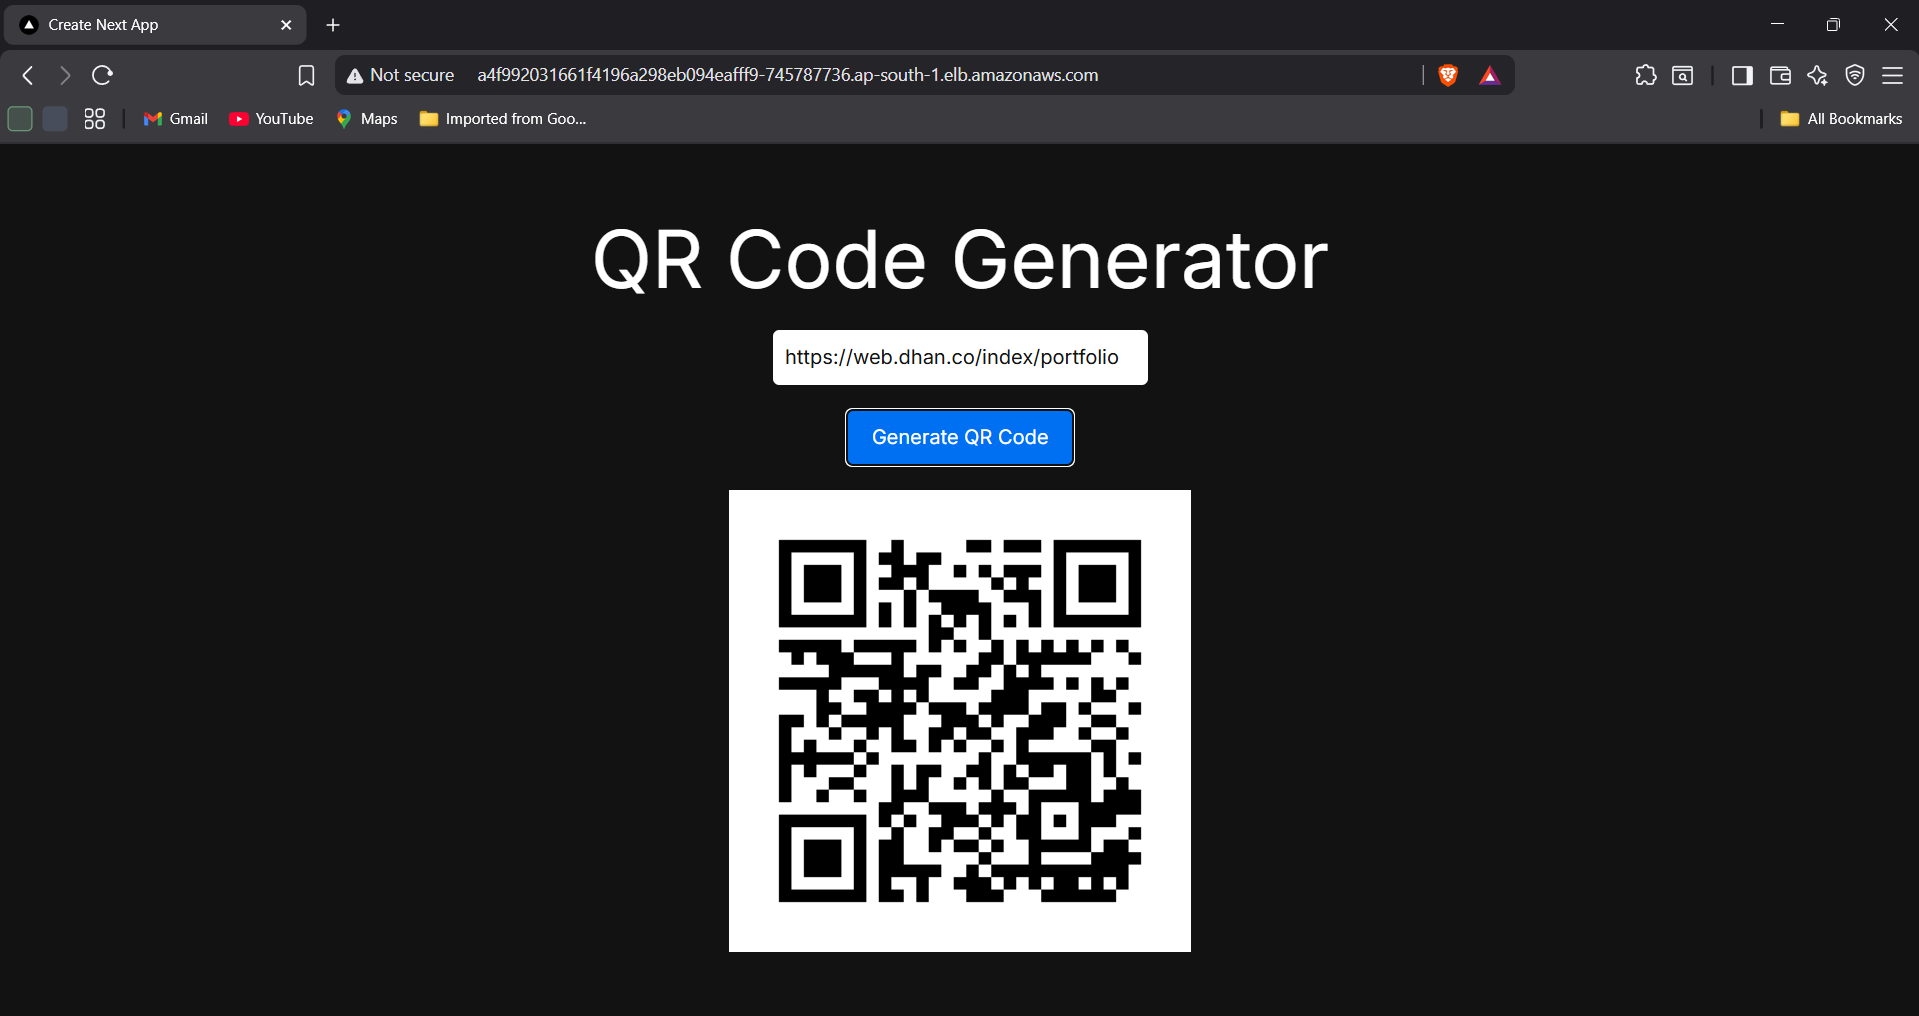 Create Next App
Not secure a4f992031661f4196a298eb094eafff9-745787736.ap-south-1.elb.amazonaws.com
Gmail YouTube Maps Imported from Goo... All Bookmarks
QR Code Generator
https://web.dhan.co/index/portfolio
Generate QR Code